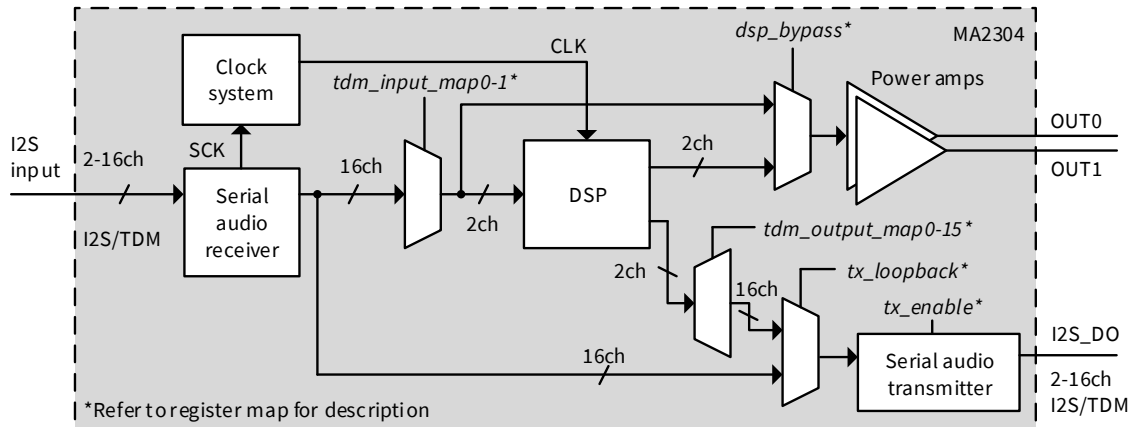 MA2304
dsp_bypass*
CLK
Clock
system
tdm_input_map0-1*
Power amps
OUT0
I2S
input
2-16ch
SCK
16ch
2ch
OUT1
Serial
audio
receiver
DSP
2ch
I2S/TDM
tdm_output_map0-15*
2ch
tx_loopback*
16ch
tx_enable*
I2S_DO
16ch
Serial audio
transmitter
2-16ch
I2S/TDM
*Refer to register map for description